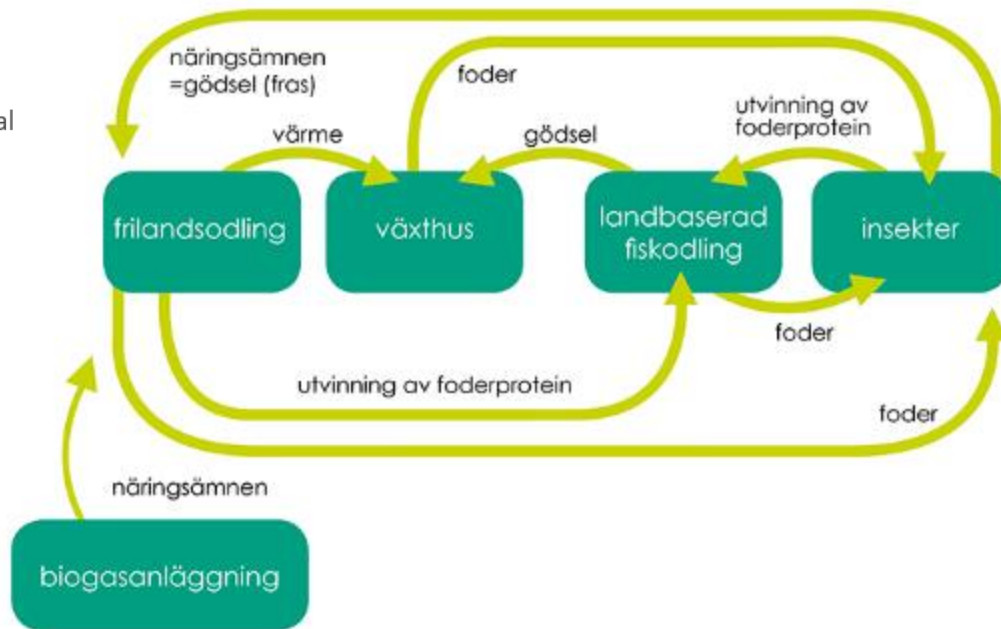 näringsämnen
=gödsel (fras)
foder
utvinning av
foderprotein
al
värme
gödsel
frilandsodling
växthus
landbaserad
fiskodling
insekter
foder
utvinning av foderprotein
foder
näringsämnen
biogasanläggning